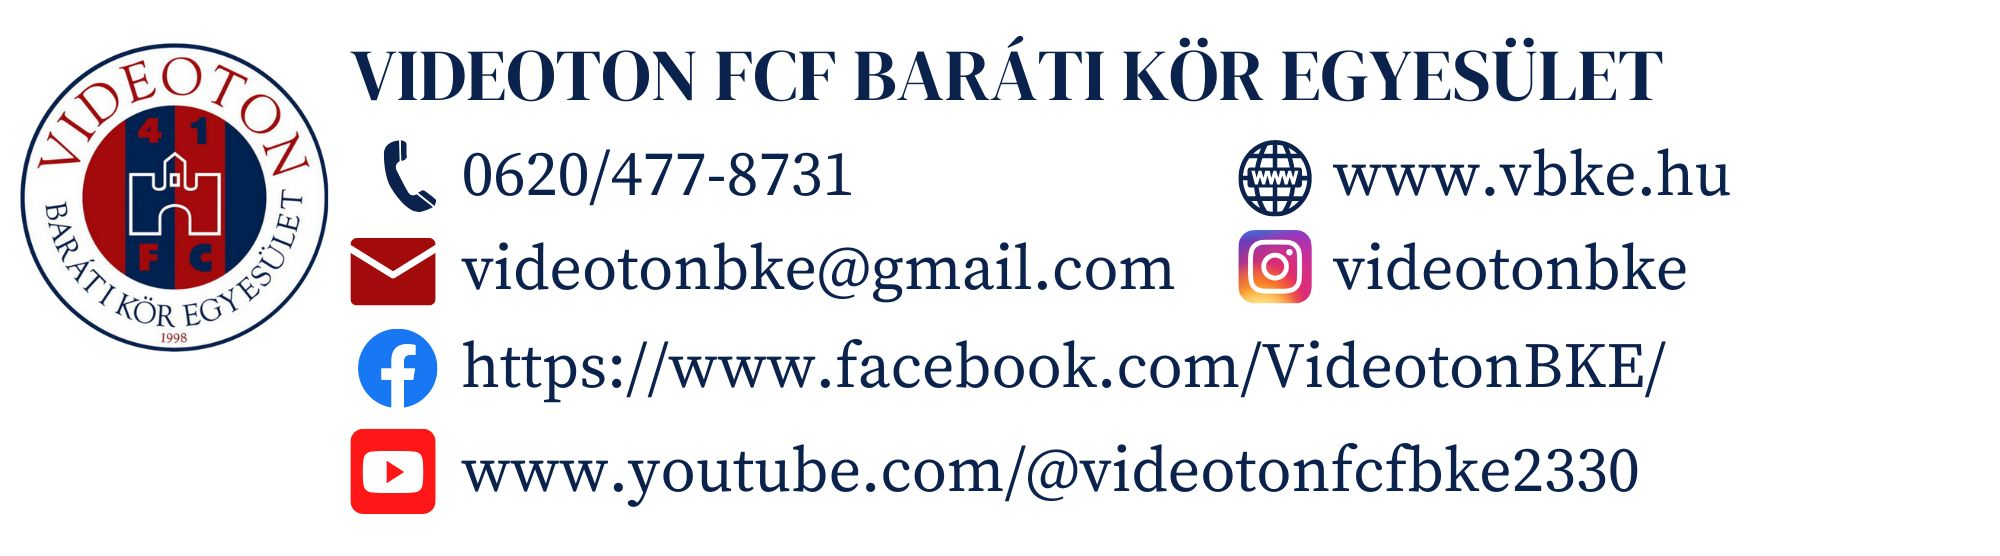 VIDEOTON
41
FC
BARÁTI KÖR EGYESÜLET
1998
VIDEOTON FCF BARÁTI KÖR EGYESÜLET
0620/477-8731
WWW
www.vbke.hu
videotonbke@gmail.com
videotonbke
https://www.facebook.com/VideotonBKE/
www.youtube.com/@videotonfcfbke2330